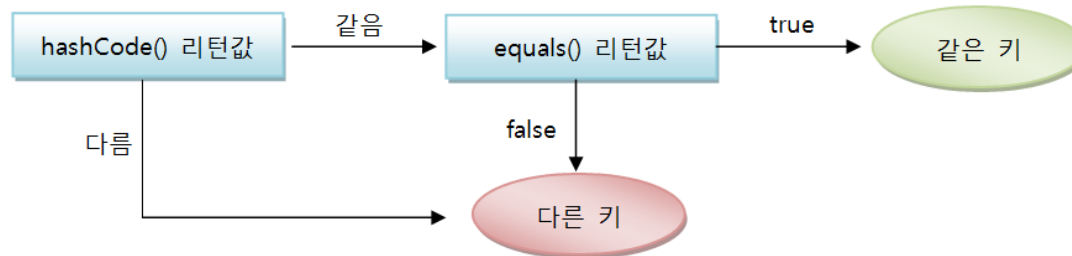 hashCode() 리턴값
같음
equals() 리턴값
true
같은 키
다름
false
다른 키